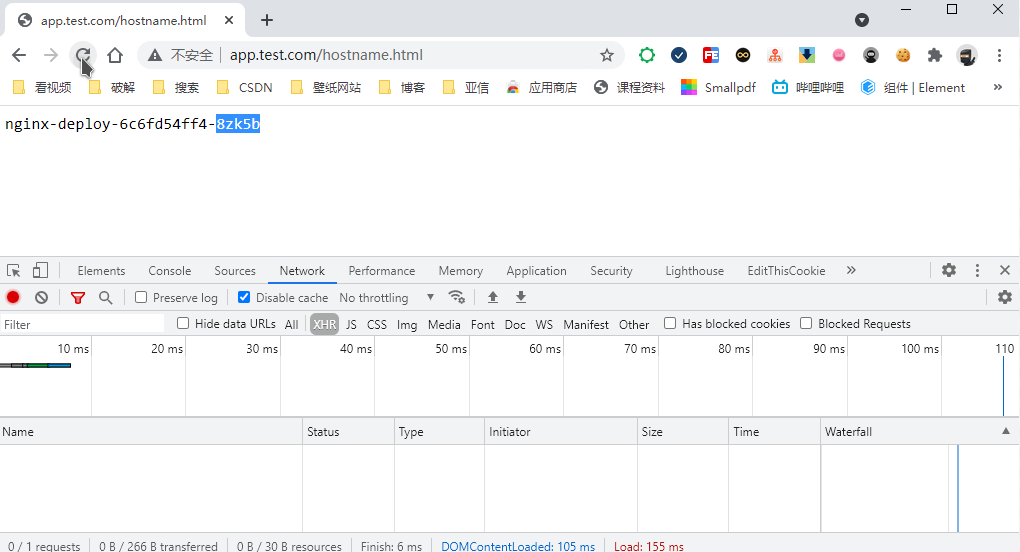 app.test.com/hostname.html
不安全 app.test.com/hostname.html
看视频 破解 搜索 CSDN 壁纸网站 博客 亚信 应用商店 课程资料 Smallpdf 哔哩哔哩 组件 | Element »
nginx-deploy-6c6fd54ff4-8zk5b
Elements Console Sources Network Performance Memory Application Security Lighthouse EditThisCookie »
Preserve log Disable cache No throttling
Filter Hide data URLs All XHR JS CSS Img Media Font Doc WS Manifest Other Has blocked cookies Blocked Requests
10 ms 20 ms 30 ms 40 ms 50 ms 60 ms 70 ms 80 ms 90 ms 100 ms 110
Name Status Type Initiator Size Time Waterfall
0 / 1 requests 0 B / 266 B transferred 0 B / 30 B resources Finish: 6 ms DOMContentLoaded: 105 ms Load: 155 ms